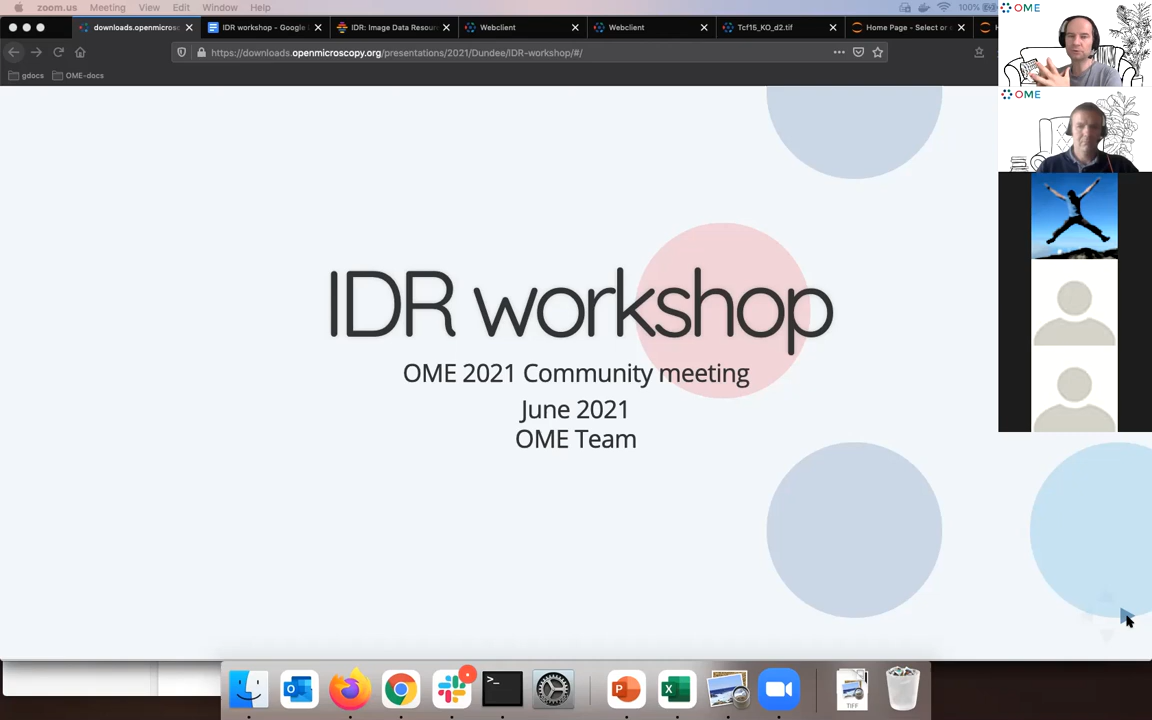 zoom.us Meeting View Edit Window Help 100%
OME
downloads.openmicrosc
IDR workshop - Google
IDR: Image Data Resour
Webclient
Webclient
Tcf15_KO_d2.tif
Home Page - Select or
https://downloads.openmicroscopy.org/presentations/2021/Dundee/IDR-workshop/#/
gdocs OME-docs
OME
IDR workshop
OME 2021 Community meeting
June 2021
OME Team
>_
P
X
TIFF